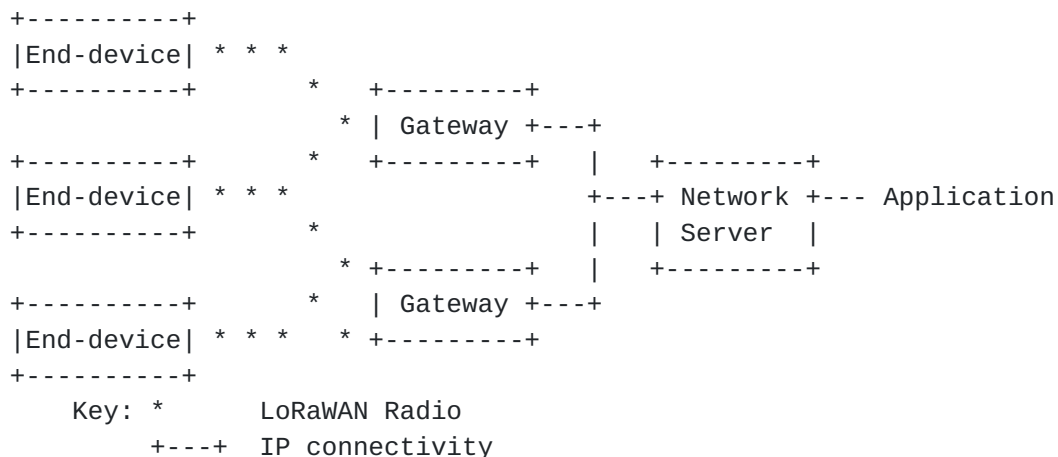 +----------+
|End-device| * * *
+----------+       *   +---------+
                     * | Gateway +---+
+----------+       *   +---------+   |   +---------+
|End-device| * * *                   +---+ Network +--- Application
+----------+       *                 |   | Server  |
                     * +---------+   |   +---------+
+----------+       *   | Gateway +---+
|End-device| * * *   * +---------+
+----------+
    Key: *      LoRaWAN Radio
         +---+  IP connectivity